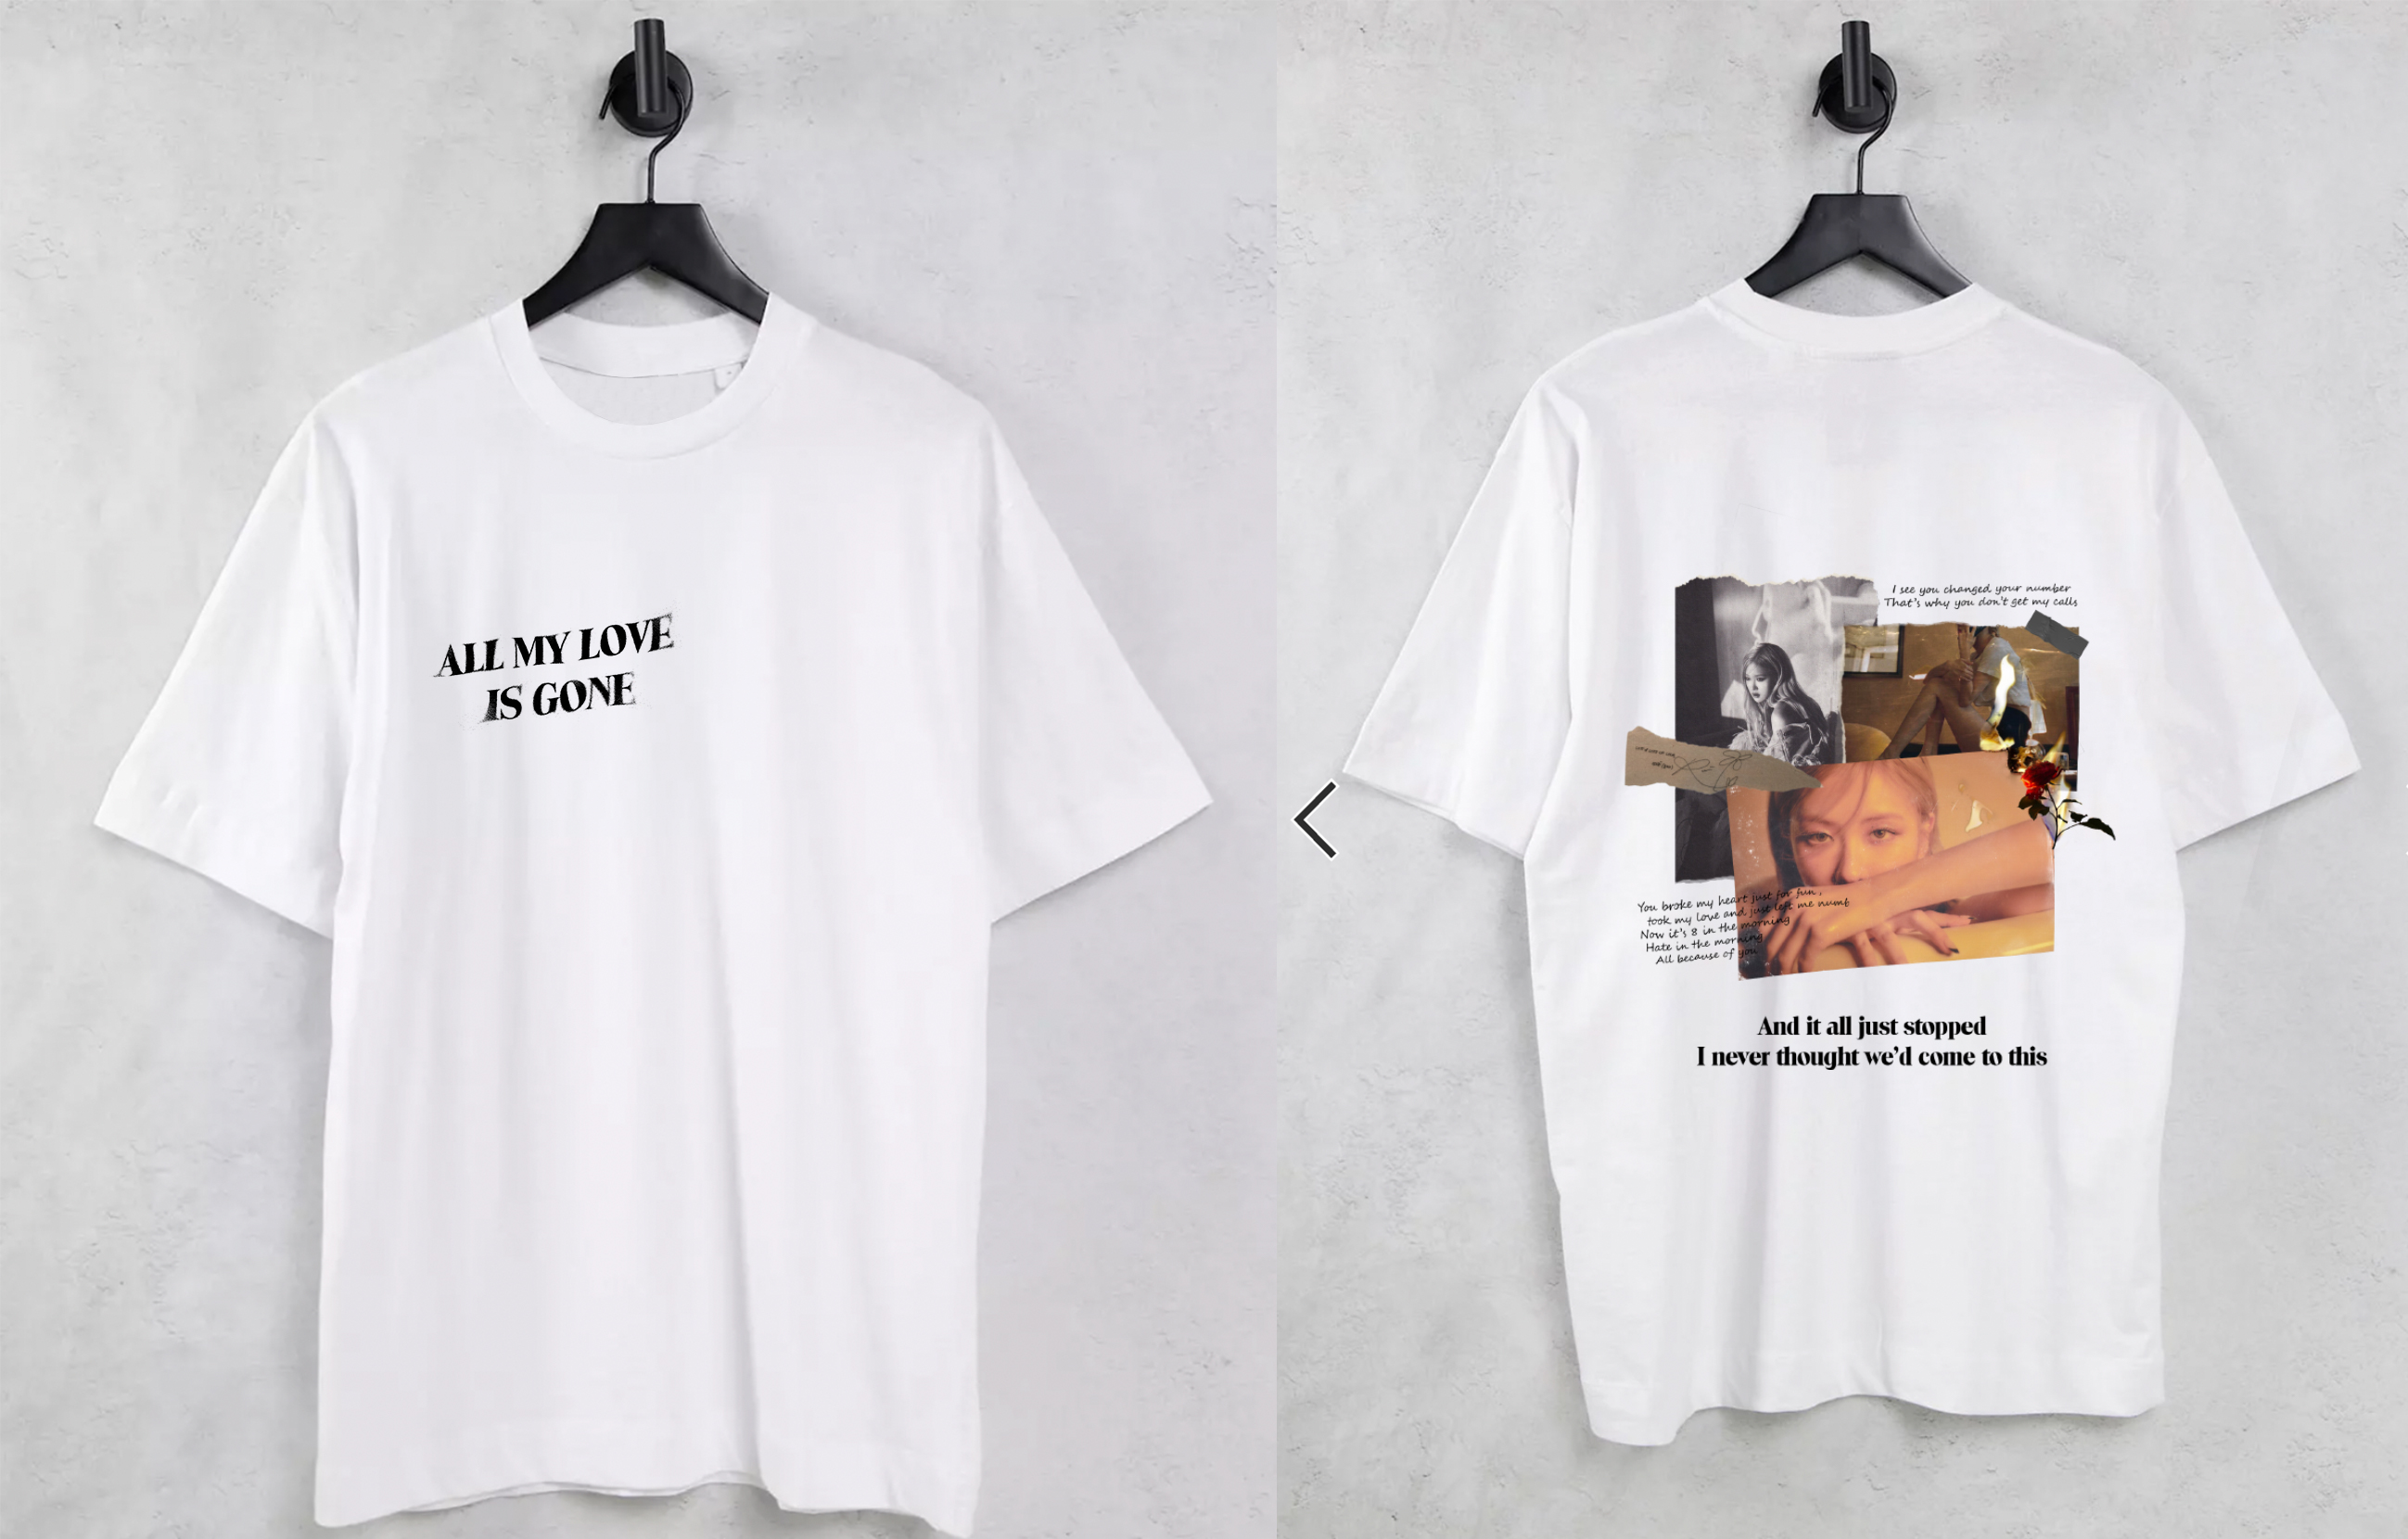 ALL MY LOVE
IS GONE
I see you changed your number
That's why you don't get my calls
You broke my heart just for fun,
took my love and just left me numb
Now it's 8 in the morning
Hate in the morning
All because of you
And it all just stopped
I never thought we'd come to this